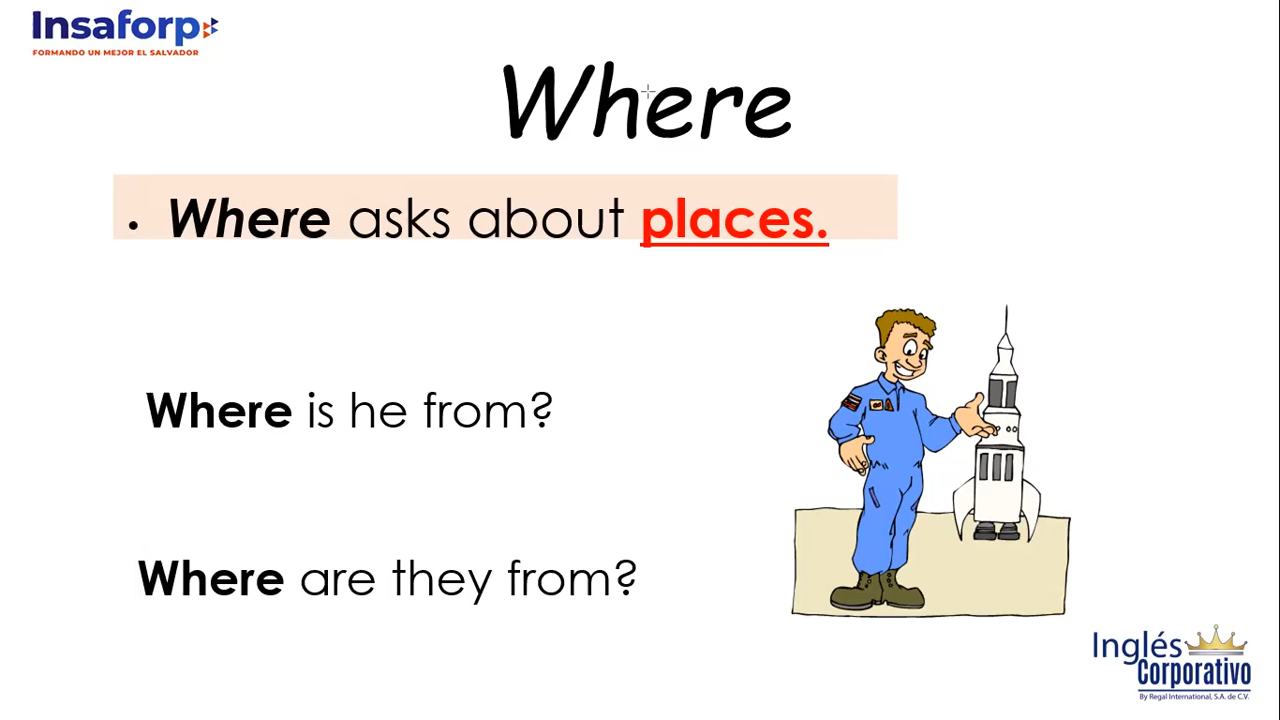 Insaforp
FORMANDO UN MEJOR EL SALVADOR
Where
• Where asks about places.
Where is he from?
Where are they from?
Inglés
Corporativo
By Regal International, S.A. de C.V.